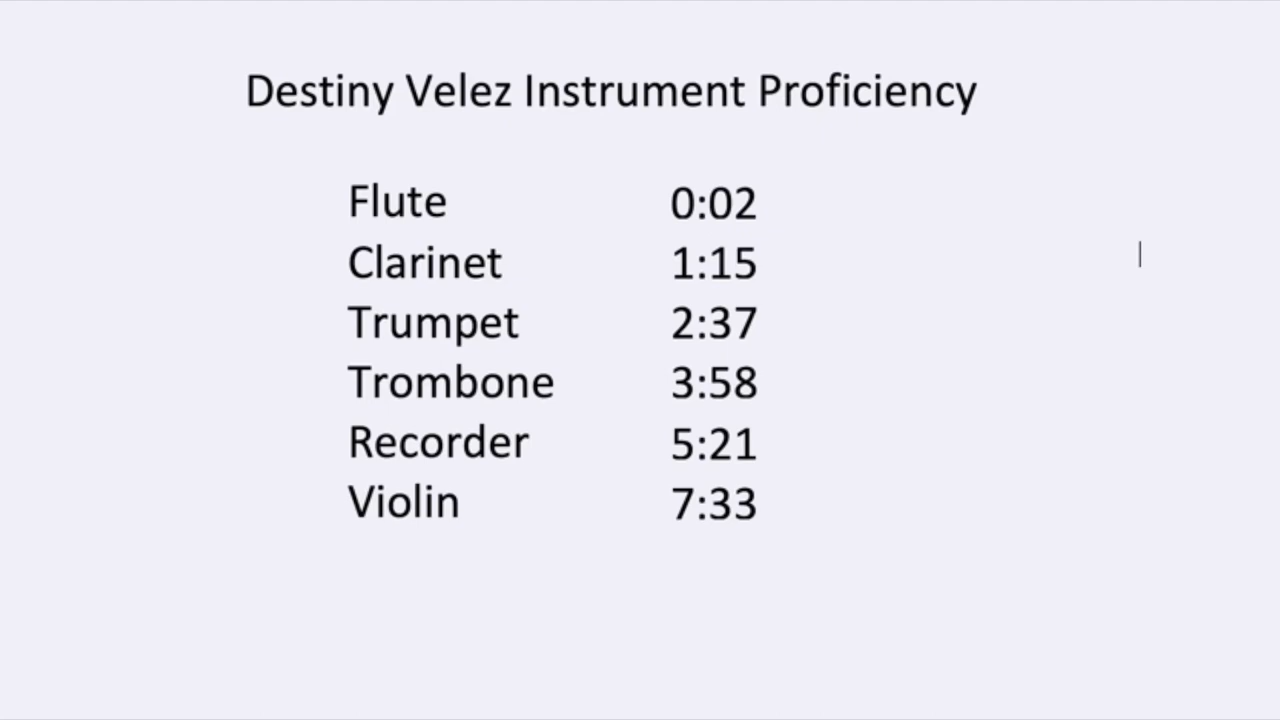 Destiny Velez Instrument Proficiency
Flute 0:02
Clarinet 1:15
Trumpet 2:37
Trombone 3:58
Recorder 5:21
Violin 7:33